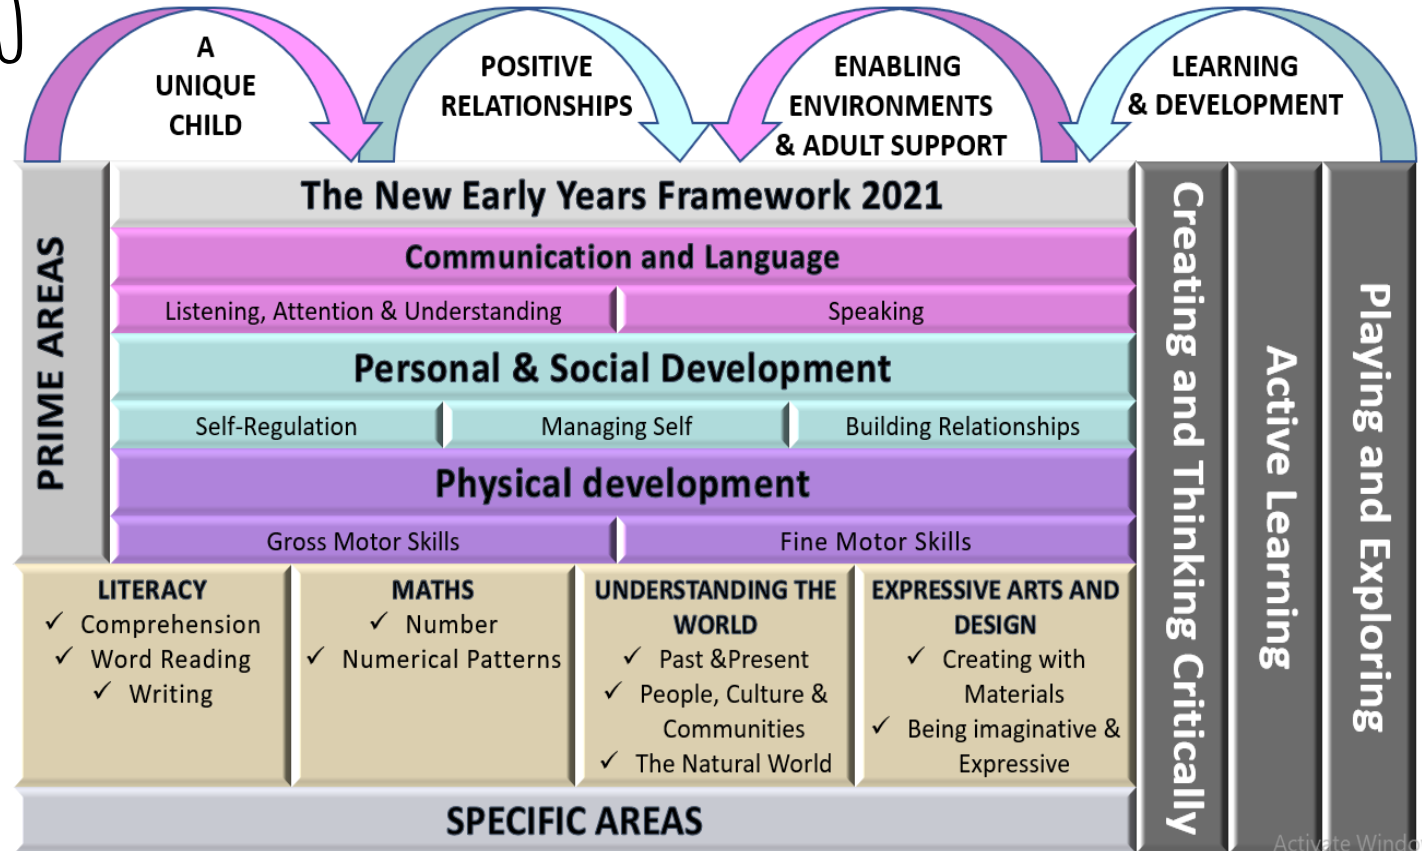 A
UNIQUE
CHILD
POSITIVE
RELATIONSHIPS
ENABLING
ENVIRONMENTS
& ADULT SUPPORT
LEARNING
& DEVELOPMENT
PRIME AREAS
The New Early Years Framework 2021
Communication and Language
Listening, Attention & Understanding
Speaking
Personal & Social Development
Self-Regulation
Managing Self
Building Relationships
Physical development
Gross Motor Skills
Fine Motor Skills
LITERACY
✓ Comprehension
✓ Word Reading
✓ Writing
MATHS
✓ Number
✓ Numerical Patterns
UNDERSTANDING THE
WORLD
✓ Past &Present
✓ People, Culture &
Communities
✓ The Natural World
EXPRESSIVE ARTS AND
DESIGN
✓ Creating with
Materials
✓ Being imaginative &
Expressive
SPECIFIC AREAS
Creating and Thinking Critically
Active Learning
Playing and Exploring
Activate Windo